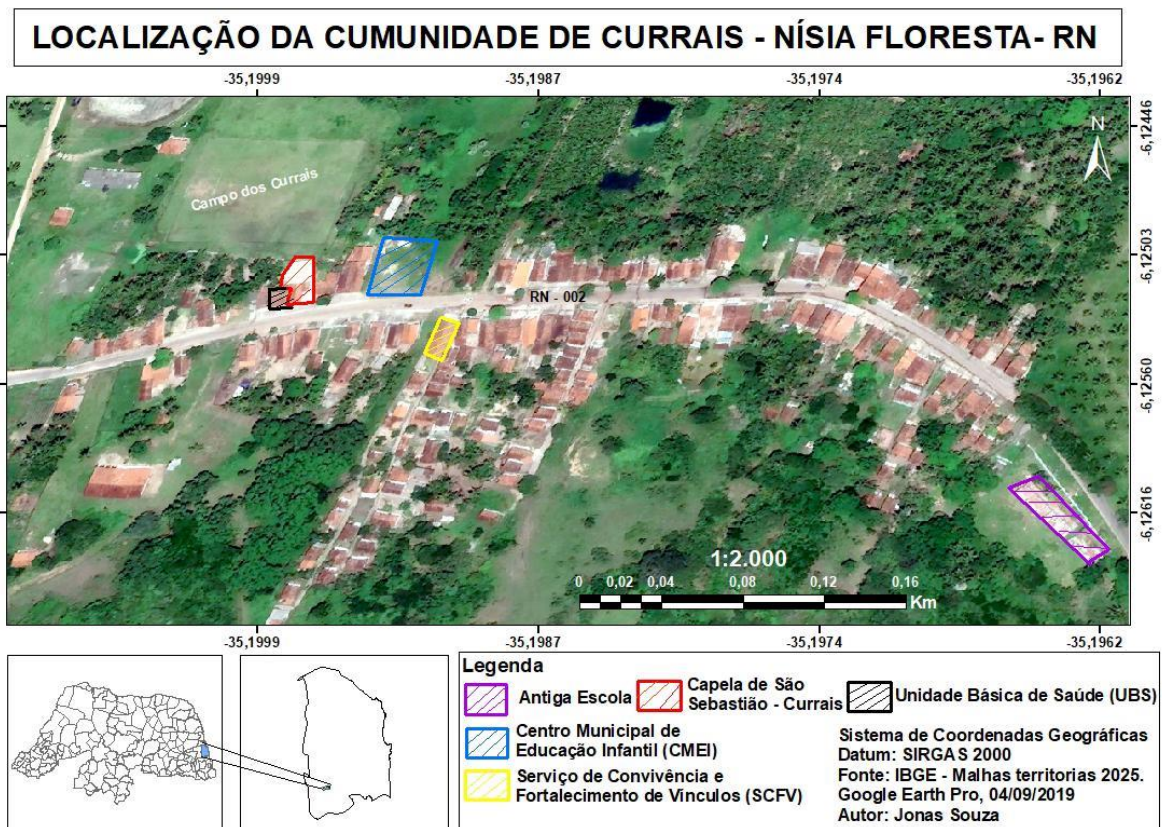 LOCALIZAÇÃO DA CUMUNIDADE DE CURRAIS - NÍSIA FLORESTA- RN
-35,1999 -35,1987 -35,1974 -35,1962
-6,12446
N
Campo dos Currais
-6,12503
RN - 002
-6,12560
-6,12616
1:2.000
0 0,02 0,04 0,08 0,12 0,16
Km
-35,1999 -35,1987 -35,1974 -35,1962
Legenda
Antiga Escola
Capela de São
Sebastião - Currais
Unidade Básica de Saúde (UBS)
Centro Municipal de
Educação Infantil (CMEI)
Serviço de Convivência e
Fortalecimento de Vínculos (SCFV)
Sistema de Coordenadas Geográficas
Datum: SIRGAS 2000
Fonte: IBGE - Malhas territorias 2025.
Google Earth Pro, 04/09/2019
Autor: Jonas Souza